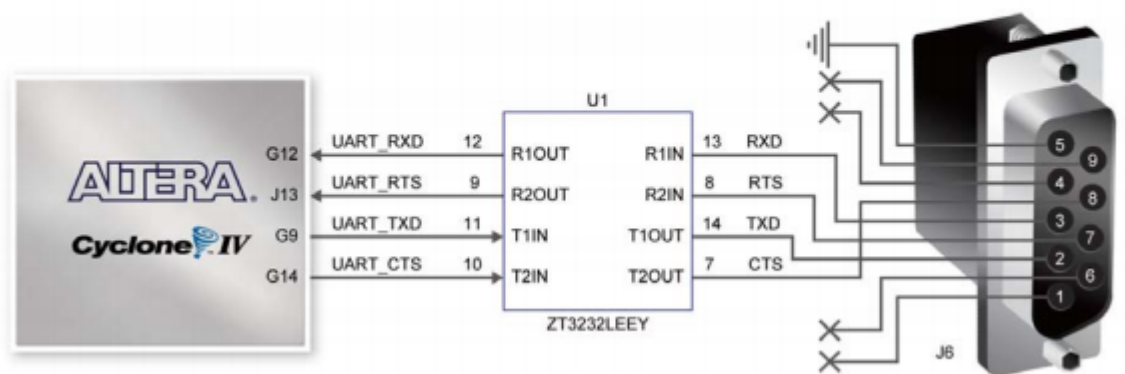 U1
G12 UART_RXD 12 R1OUT R1IN 13 RXD
J13 UART_RTS 9 R2OUT R2IN 8 RTS
G9 UART_TXD 11 T1IN T1OUT 14 TXD
G14 UART_CTS 10 T2IN T2OUT 7 CTS
ALTERA.
Cyclone IV
ZT3232LEEY
5
9
4
8
3
7
2
6
1
J6